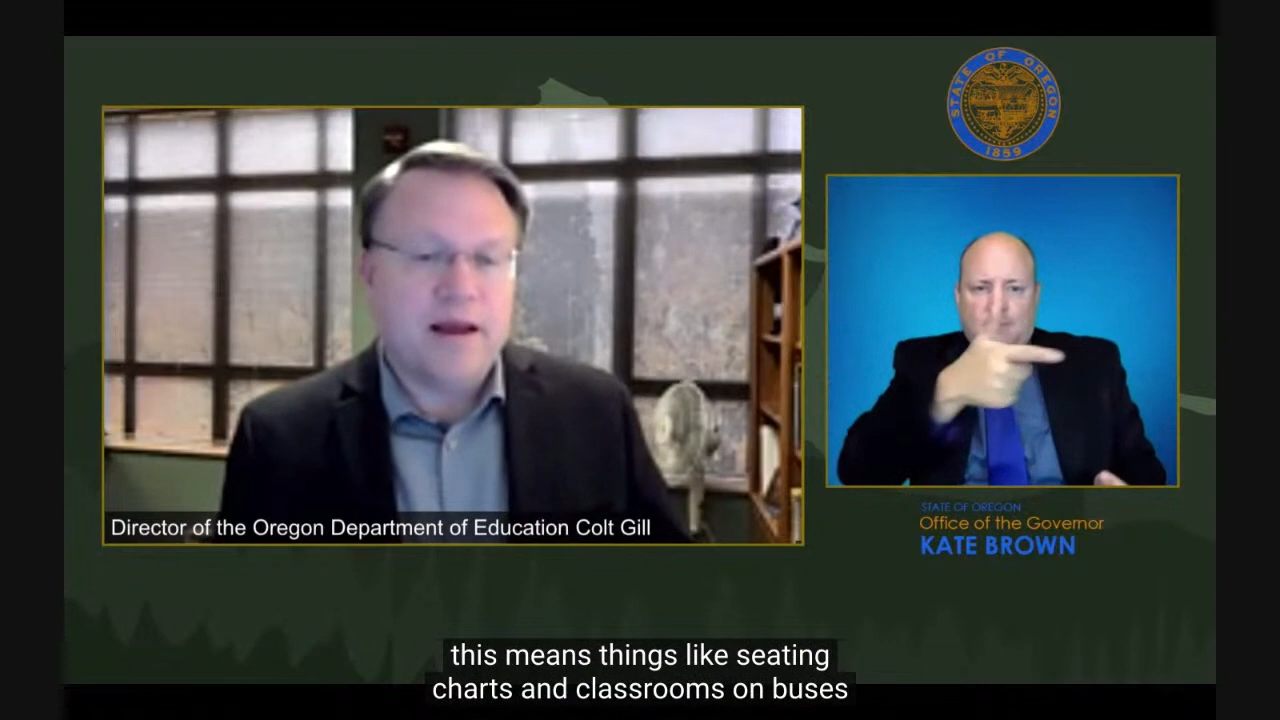 STATE OF OREGON
1859
Director of the Oregon Department of Education Colt Gill
STATE OF OREGON
Office of the Governor
KATE BROWN
this means things like seating
charts and classrooms on buses